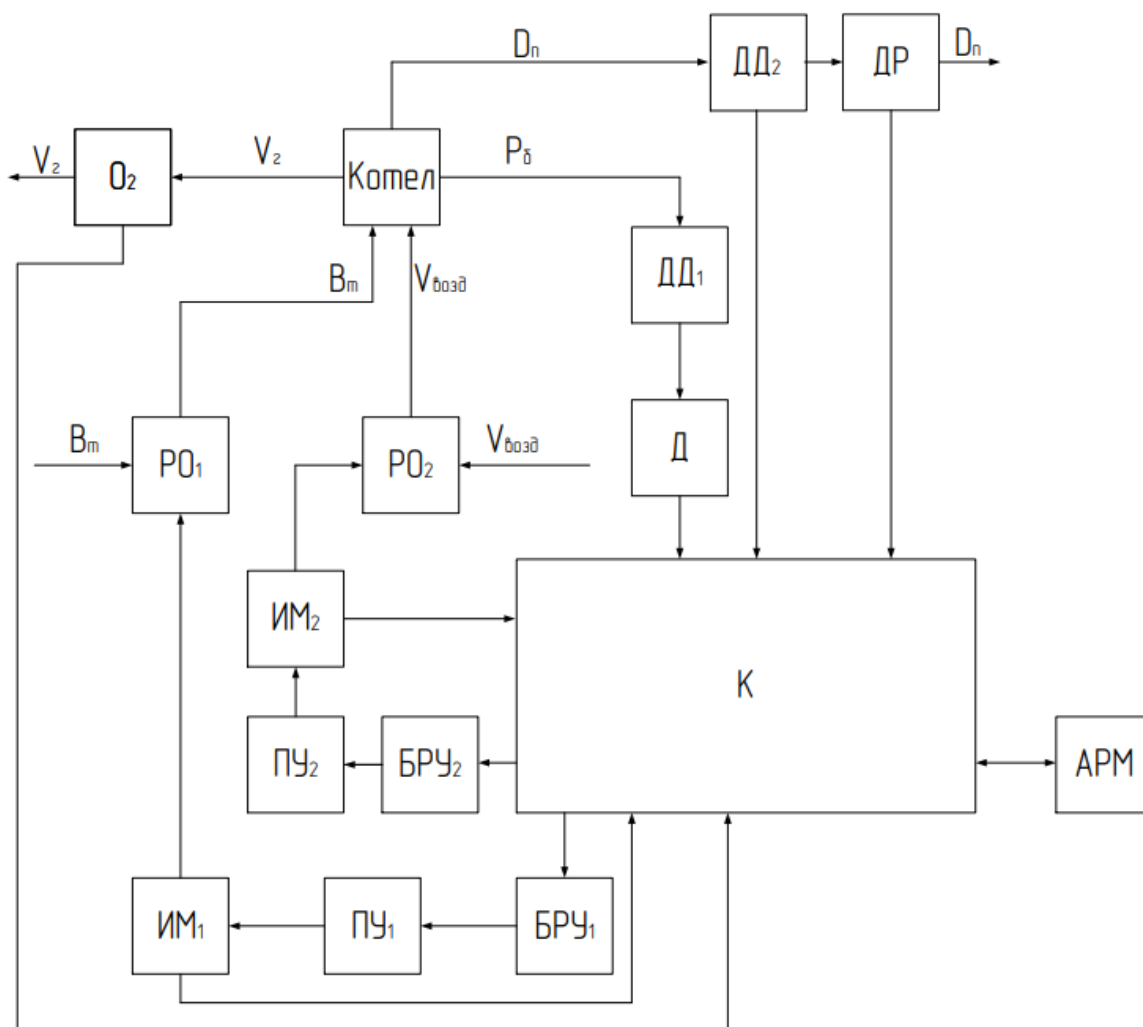 Dп
ДД₂
ДР
Dп
V₂
O₂
V₂
Котел
Pб
ДД₁
Bт
Vвозд
Bт
РО₁
РО₂
Vвозд
Д
ИМ₂
К
ПУ₂
БРУ₂
АРМ
ИМ₁
ПУ₁
БРУ₁